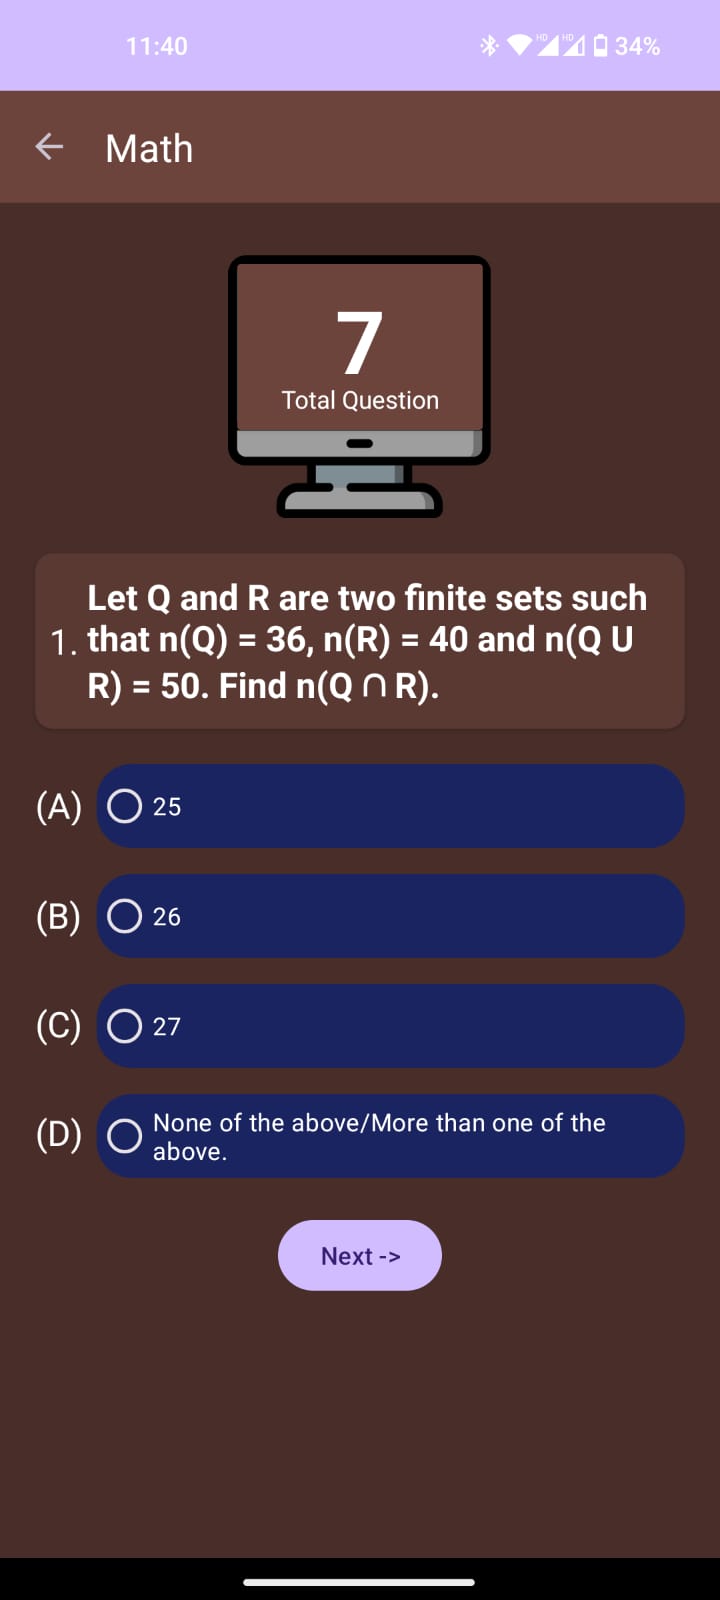 11:40
HD HD 34%
Math
7
Total Question
Let Q and R are two finite sets such
1. that n(Q) = 36, n(R) = 40 and n(Q U
R) = 50. Find n(Q ∩ R).
(A) 25
(B) 26
(C) 27
(D) None of the above/More than one of the
above.
Next ->